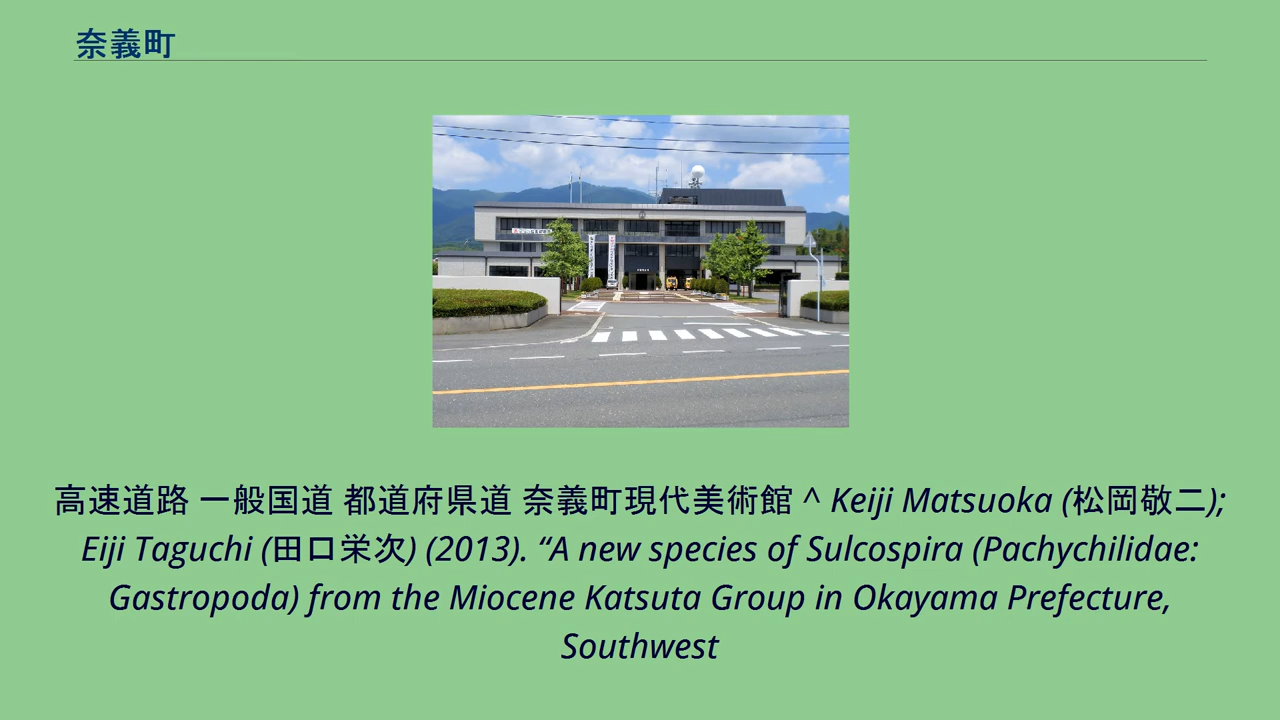 奈義町
高速道路 一般国道 都道府県道 奈義町現代美術館 ^ Keiji Matsuoka (松岡敬二);
Eiji Taguchi (田口栄次) (2013). “A new species of Sulcospira (Pachychilidae:
Gastropoda) from the Miocene Katsuta Group in Okayama Prefecture,
Southwest